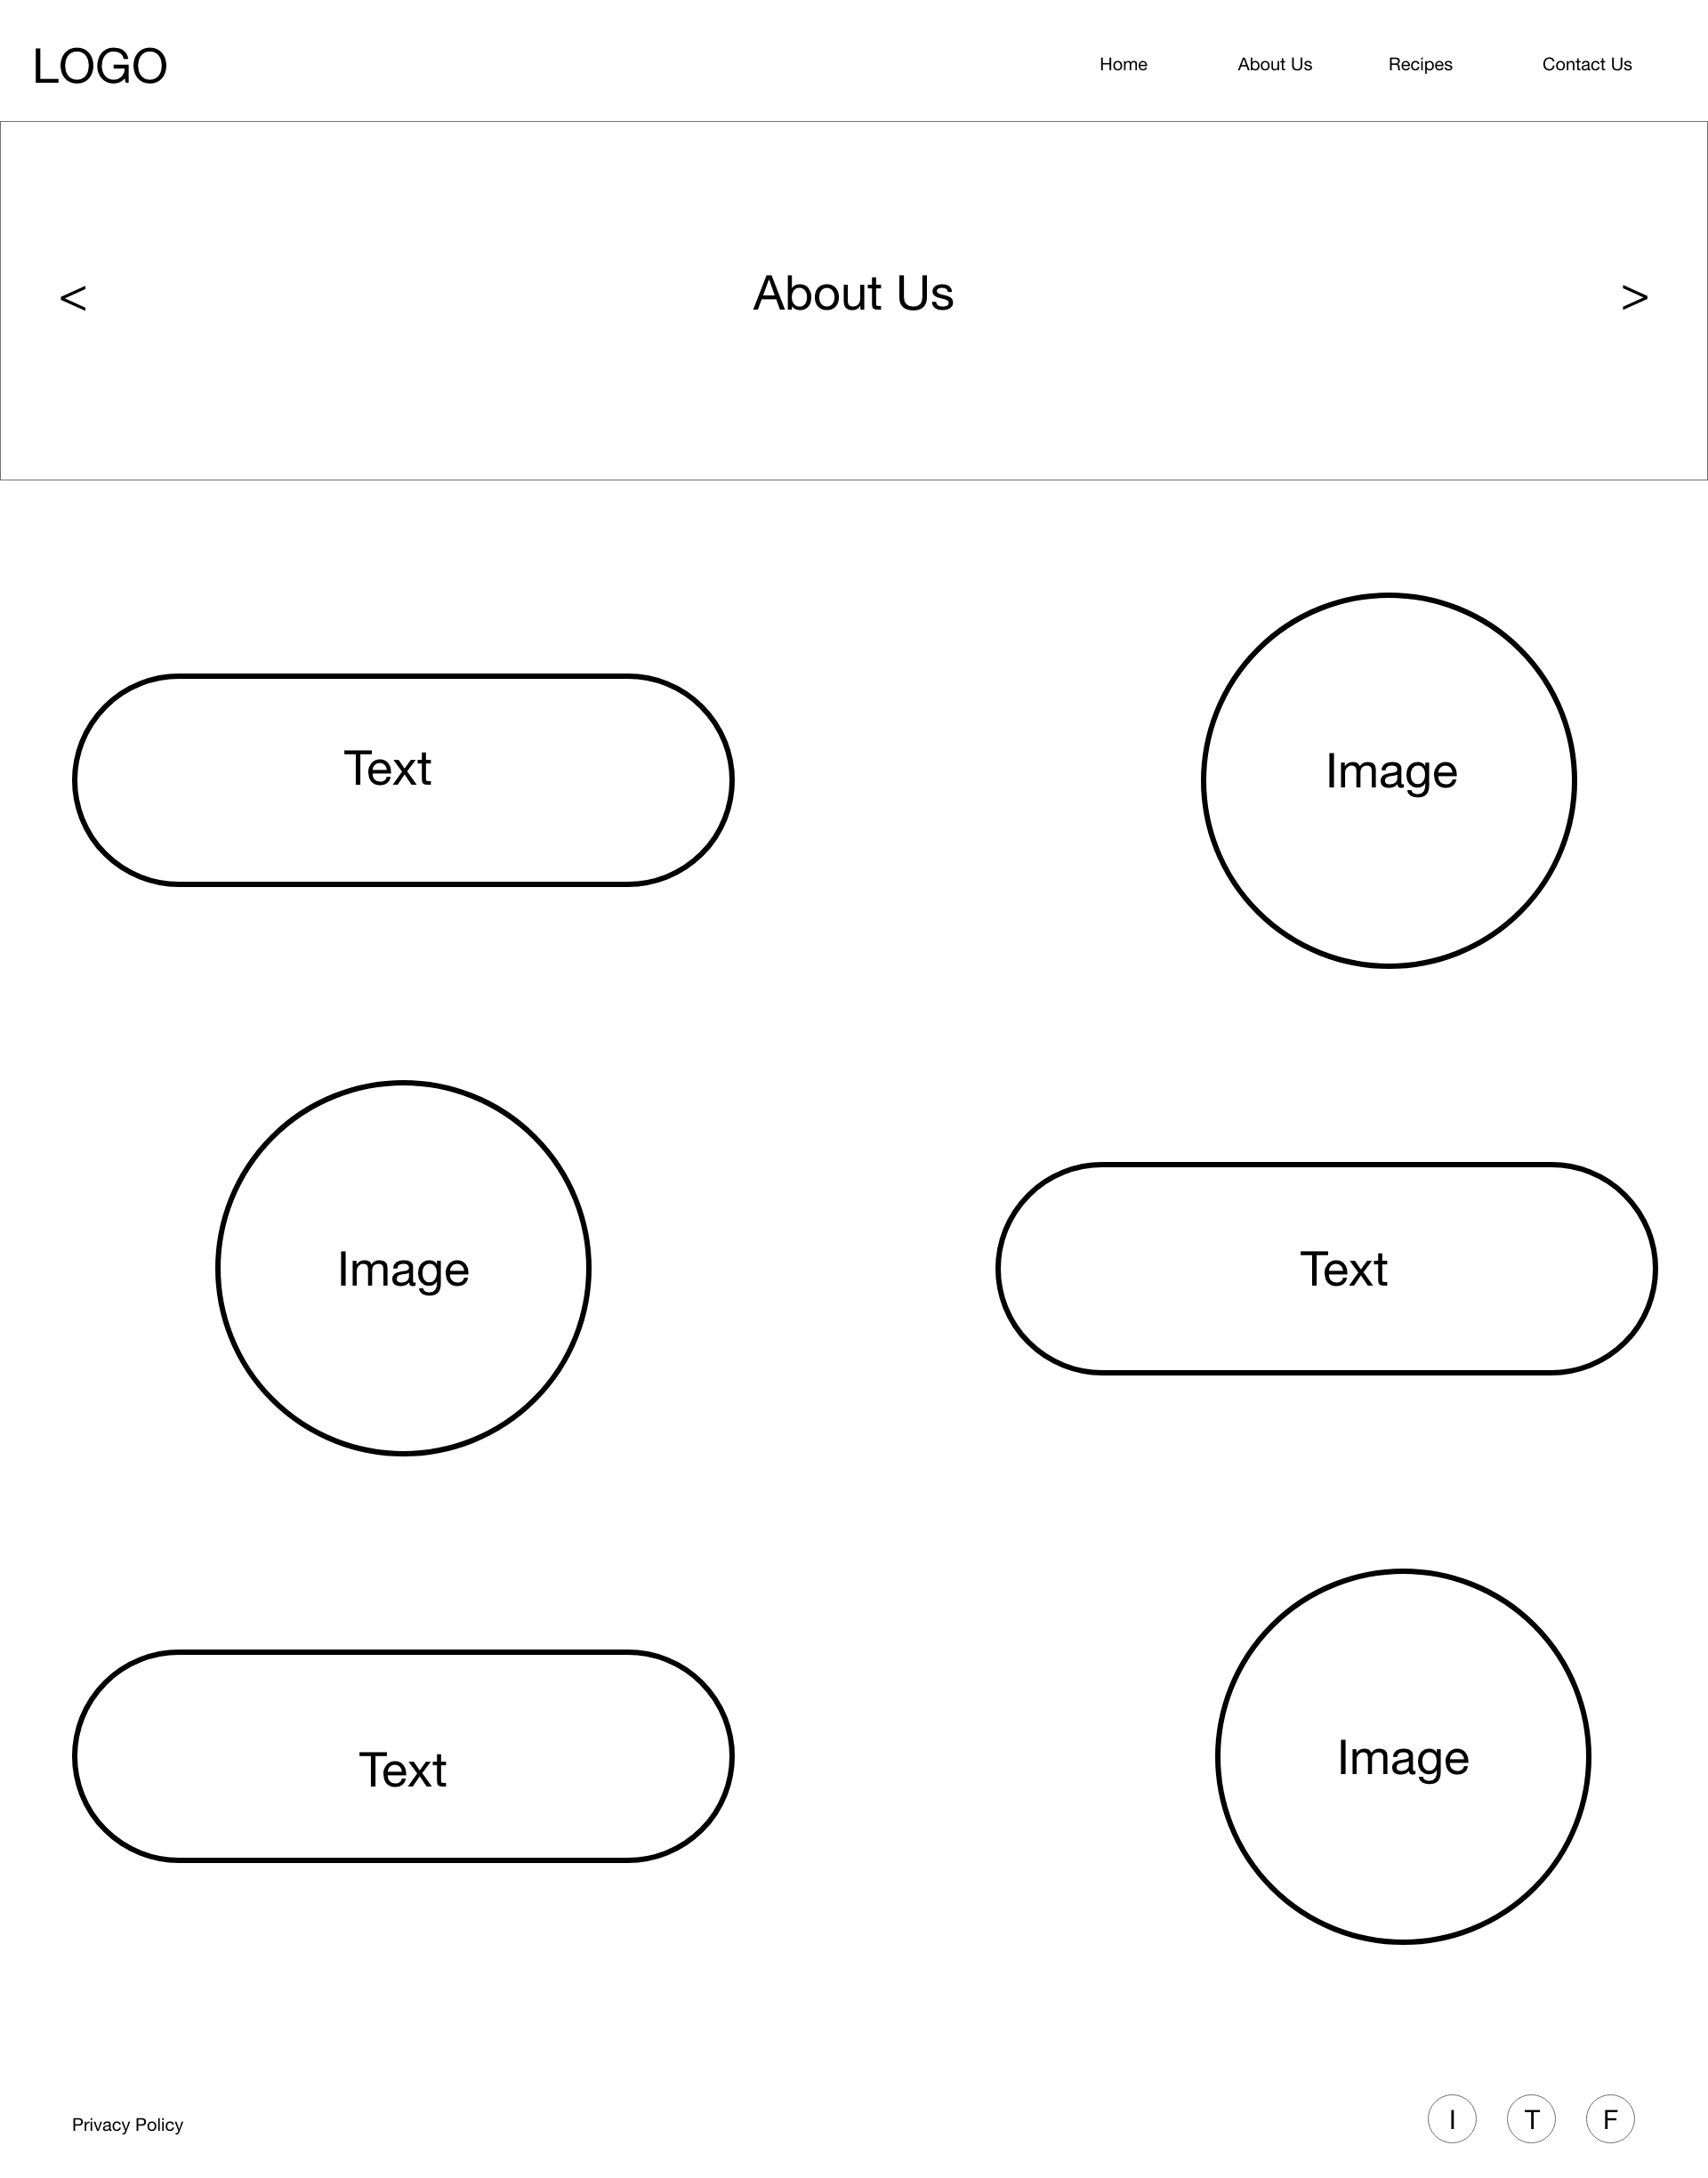 LOGO
Home
About Us
Recipes
Contact Us
<
About Us
>
Text
Image
Image
Text
Text
Image
Privacy Policy
I
T
F